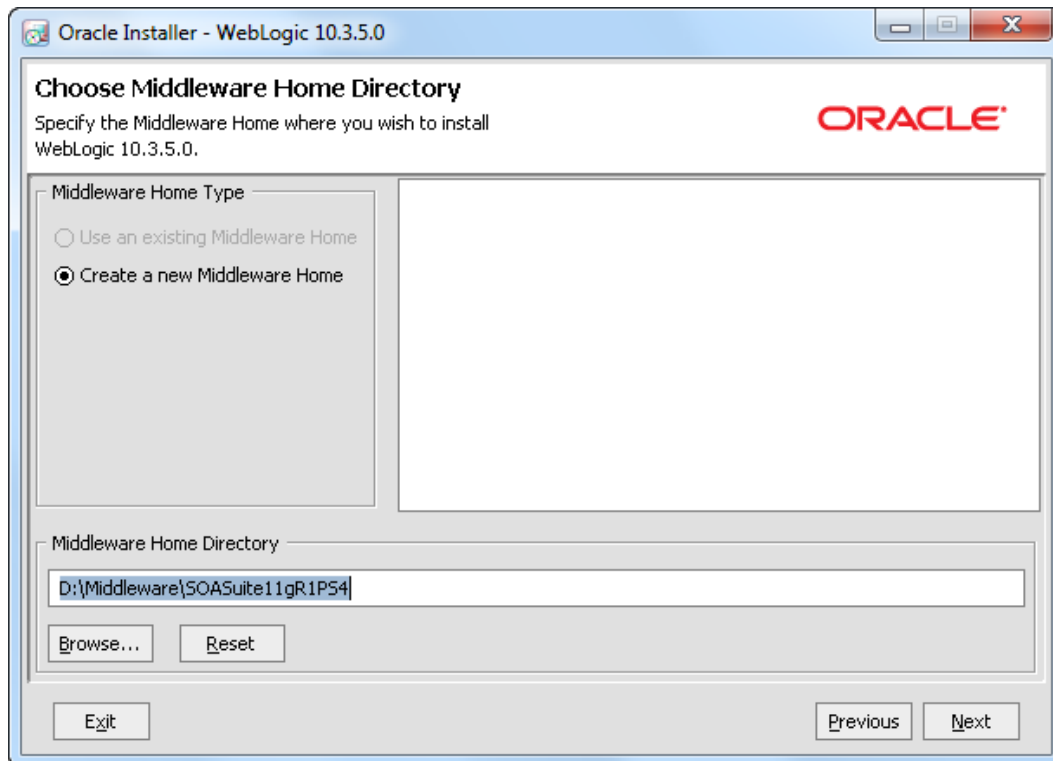 Oracle Installer - WebLogic 10.3.5.0
Choose Middleware Home Directory
Specify the Middleware Home where you wish to install
WebLogic 10.3.5.0.
ORACLE
Middleware Home Type
Use an existing Middleware Home
Create a new Middleware Home
Middleware Home Directory
D:\Middleware\SOASuite11gR1PS4
Browse...
Reset
Exit
Previous
Next